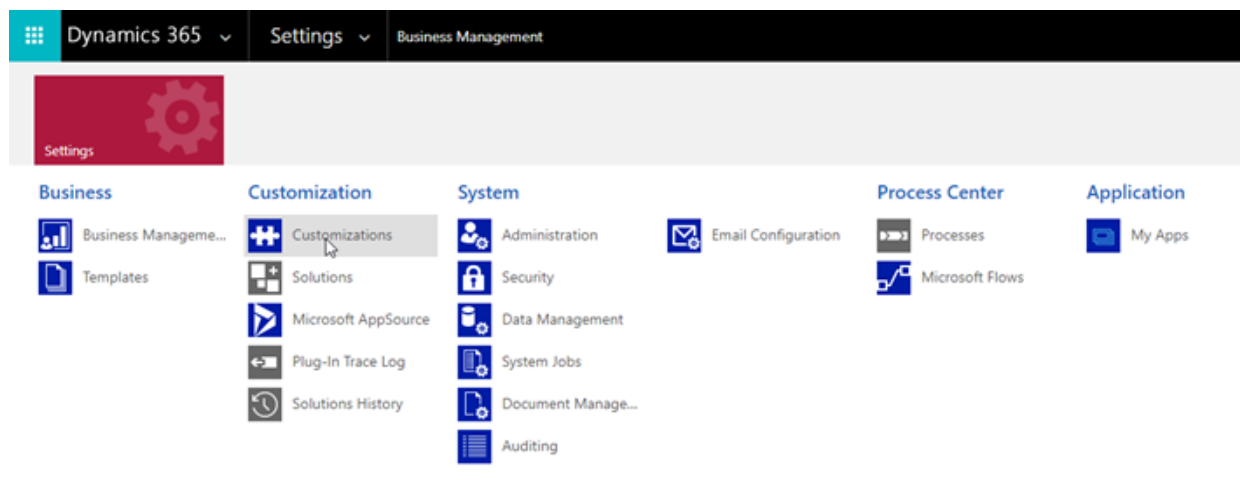 Dynamics 365 Settings Business Management
Settings
Business Customization System Process Center Application
Business Manageme... Customizations Administration Email Configuration Processes My Apps
Templates Solutions Security Microsoft Flows
Microsoft AppSource Data Management
Plug-In Trace Log System Jobs
Solutions History Document Manage...
Auditing